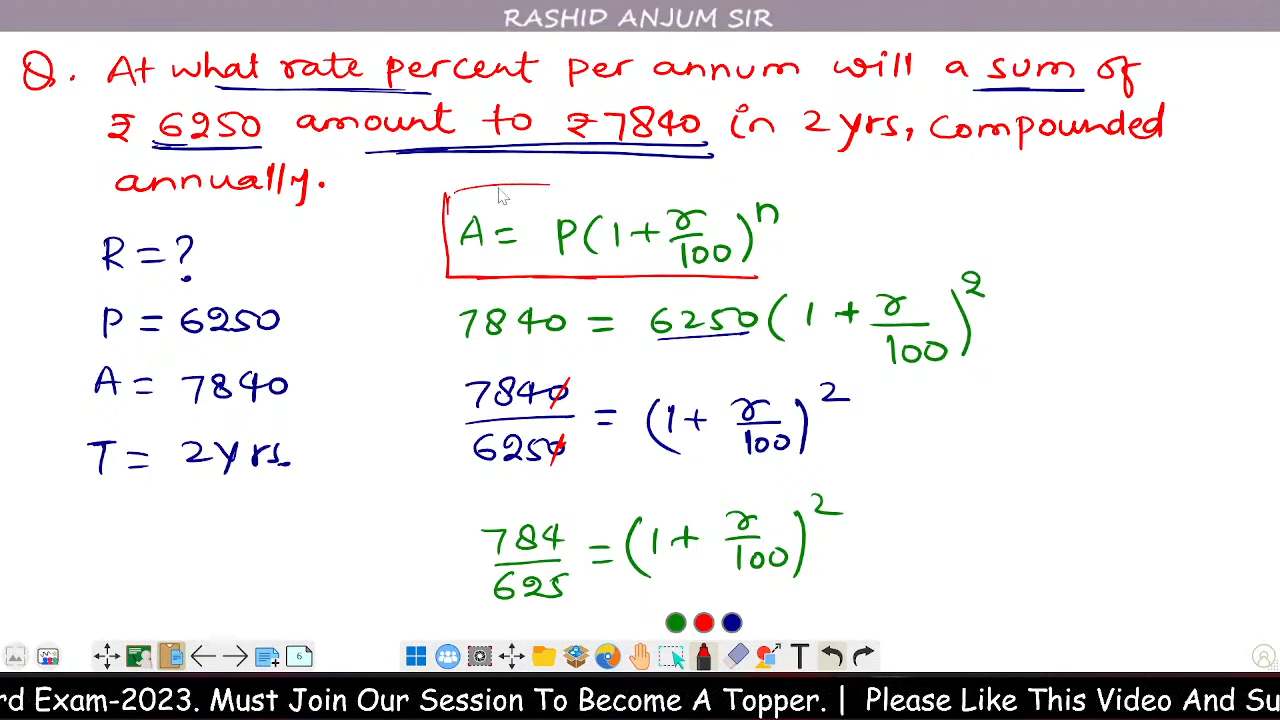 RASHID ANJUM SIR
Q. At what rate percent per annum will a sum of
₹ 6250 amount to ₹ 7840 in 2 yrs, compounded
annually.
R = ?
P = 6250
A = 7840
T = 2 yrs.
A = P(1 + r/100)^n
7840 = 6250 (1 + r/100)^2
7840/6250 = (1 + r/100)^2
784/625 = (1 + r/100)^2
6
T
rd Exam-2023. Must Join Our Session To Become A Topper. | Please Like This Video And Su